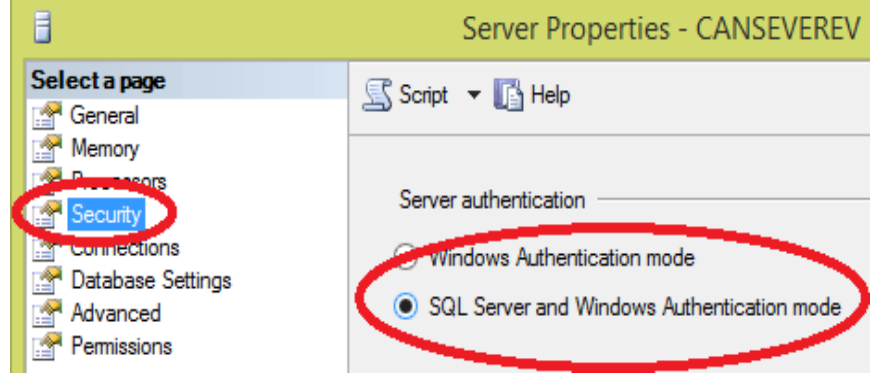 Server Properties - CANSEVEREV
Select a page
General
Memory
Processors
Security
Connections
Database Settings
Advanced
Permissions
Script
Help
Server authentication
Windows Authentication mode
SQL Server and Windows Authentication mode